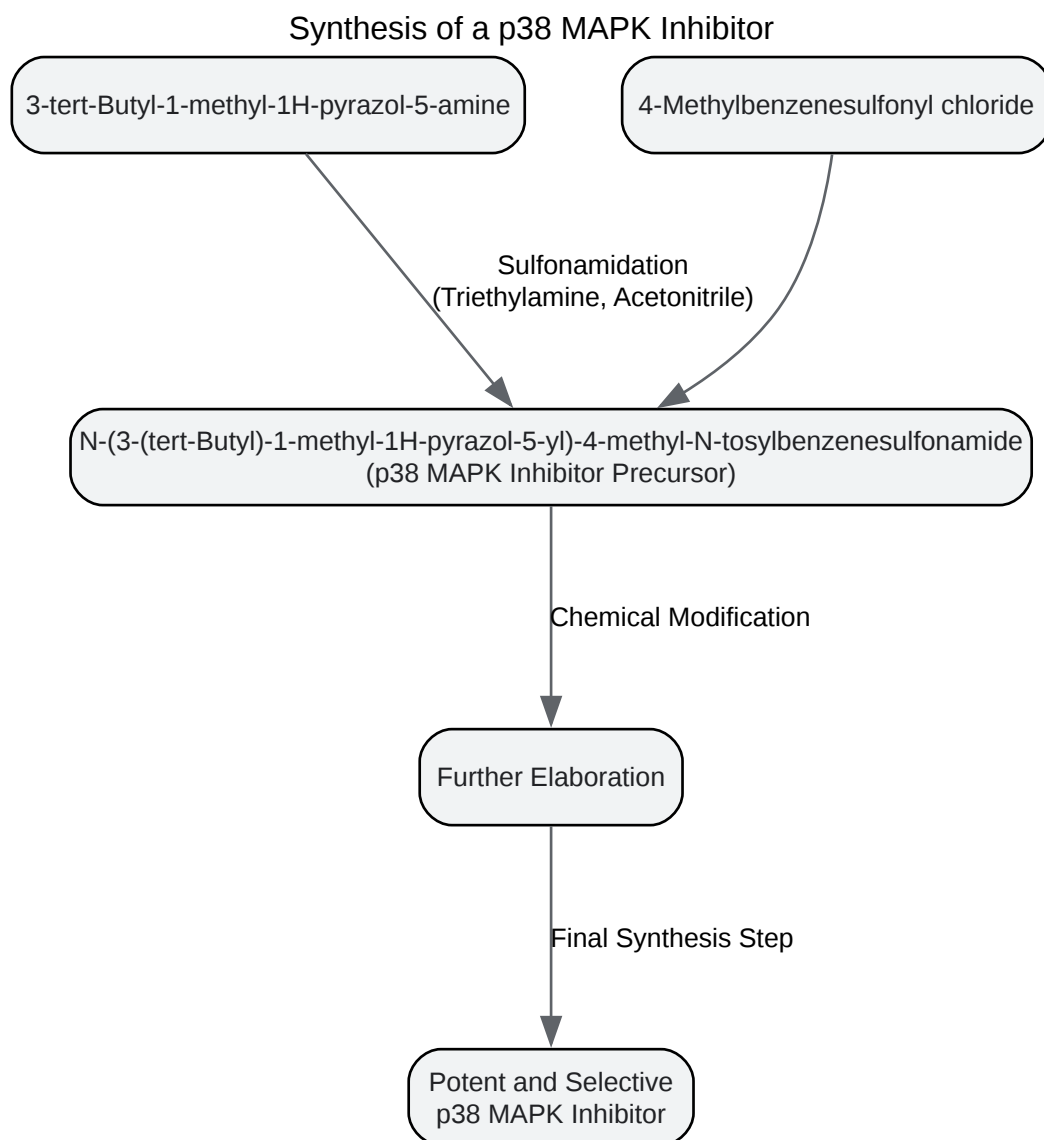 Synthesis of a p38 MAPK Inhibitor
3-tert-Butyl-1-methyl-1H-pyrazol-5-amine
4-Methylbenzenesulfonyl chloride
Sulfonamidation
(Triethylamine, Acetonitrile)
N-(3-(tert-Butyl)-1-methyl-1H-pyrazol-5-yl)-4-methyl-N-tosylbenzenesulfonamide
(p38 MAPK Inhibitor Precursor)
Chemical Modification
Further Elaboration
Final Synthesis Step
Potent and Selective
p38 MAPK Inhibitor